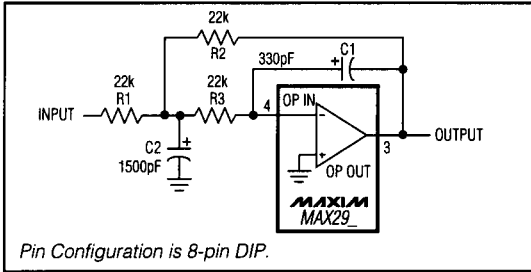 22k
R2
330pF
C1
+
22k
R1
22k
R3
4
OP IN
INPUT
C2
1500pF
+
−
+
OP OUT
3
OUTPUT
MAXIM
MAX29_
Pin Configuration is 8-pin DIP.